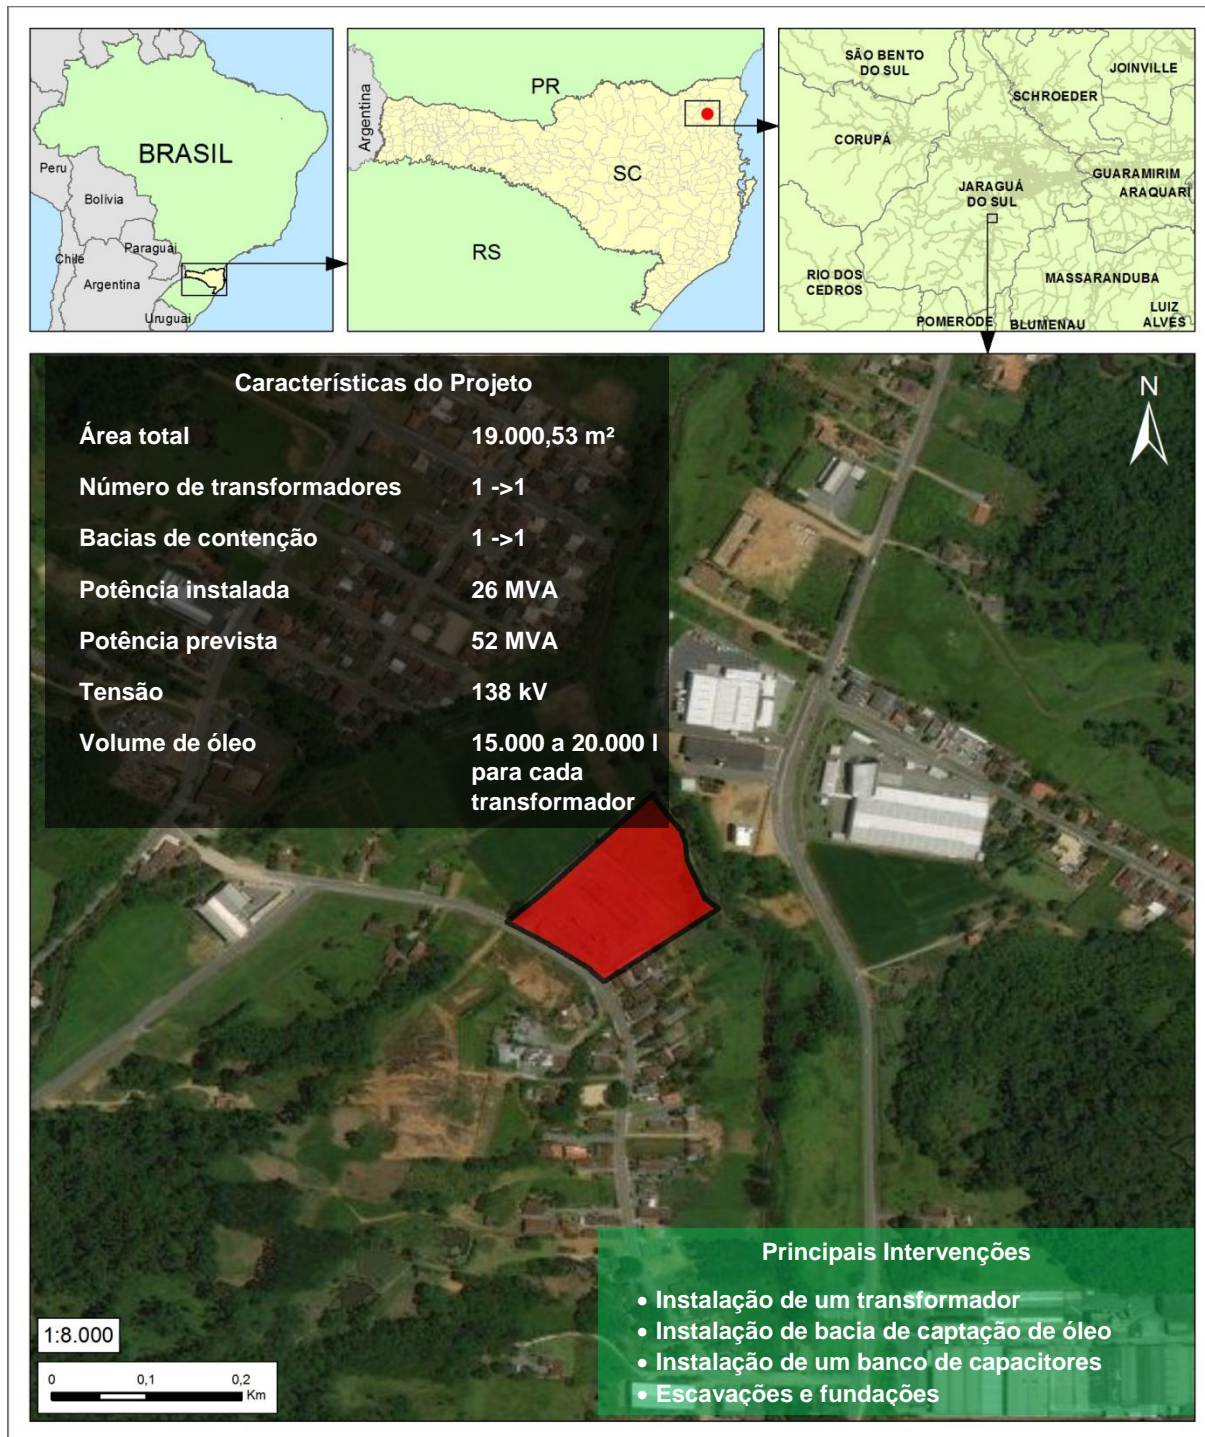 BRASIL
Peru
Bolívia
Paraguai
Chile
Argentina
Uruguai
Argentina
PR
SC
RS
SÃO BENTO
DO SUL
JOINVILLE
SCHROEDER
CORUPÁ
GUARAMIRIM
ARAQUARI
JARAGUÁ
DO SUL
RIO DOS
CEDROS
MASSARANDUBA
LUIZ
ALVES
POMERODE
BLUMENAU
Características do Projeto
Área total 19.000,53 m²
Número de transformadores 1 ->1
Bacias de contenção 1 ->1
Potência instalada 26 MVA
Potência prevista 52 MVA
Tensão 138 kV
Volume de óleo 15.000 a 20.000 l
para cada
transformador
N
Principais Intervenções
• Instalação de um transformador
• Instalação de bacia de captação de óleo
• Instalação de um banco de capacitores
• Escavações e fundações
1:8.000
0 0,1 0,2
Km